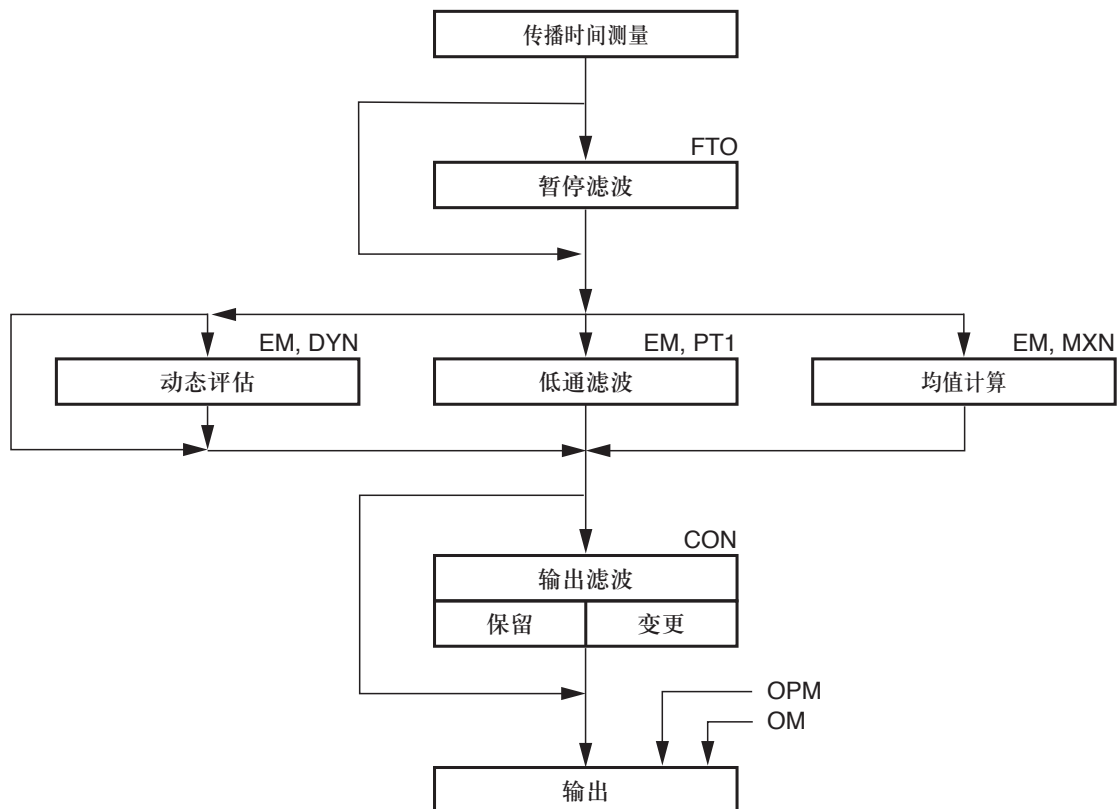 传播时间测量
FTO
暂停滤波
EM, DYN
EM, PT1
EM, MXN
动态评估
低通滤波
均值计算
CON
输出滤波
保留
变更
OPM
OM
输出